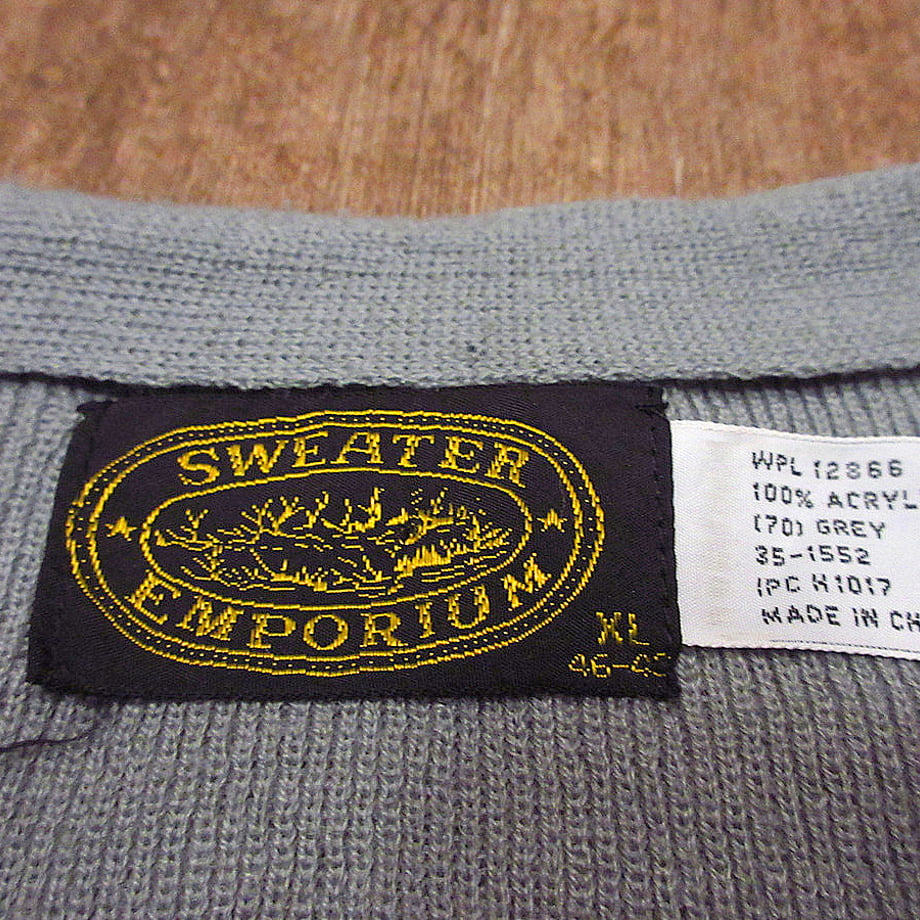 SWEATER
EMPORIUM
XL
WPL 12866
100% ACRYL
(70) GREY
35-1552
IPC H1017
MADE IN CH